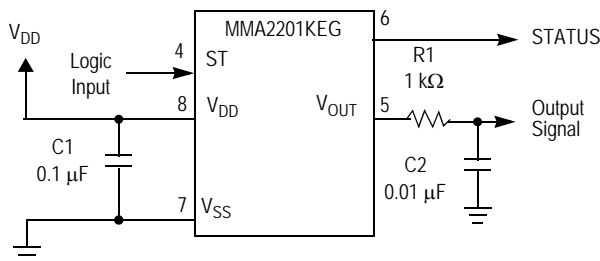 MMA2201KEG
V_DD
4
ST
Logic
Input
8
V_DD
C1
0.1 μF
7
V_SS
6
STATUS
R1
1 kΩ
V_OUT
5
Output
Signal
C2
0.01 μF